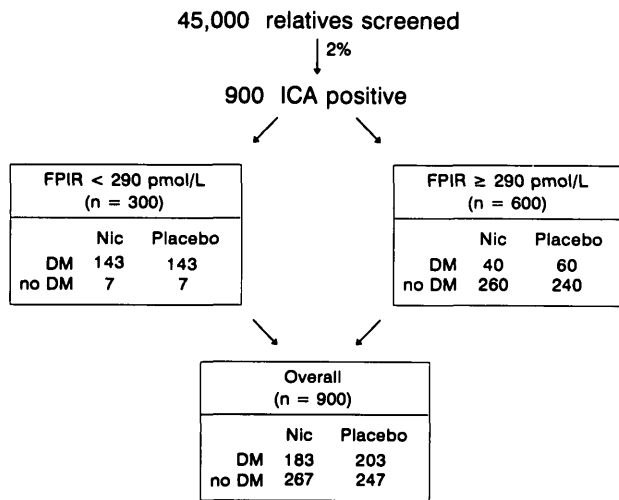 45,000 relatives screened
2%
900 ICA positive
FPIR < 290 pmol/L
(n = 300)
Nic Placebo
DM 143 143
no DM 7 7
FPIR ≥ 290 pmol/L
(n = 600)
Nic Placebo
DM 40 60
no DM 260 240
Overall
(n = 900)
Nic Placebo
DM 183 203
no DM 267 247